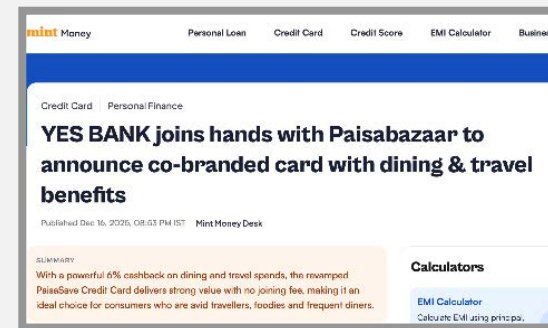 mint Money
Personal Loan Credit Card Credit Score EMI Calculator
Credit Card Personal Finance
YES BANK joins hands with Paisabazaar to
announce co-branded card with dining & travel
benefits
Published Dec 16, 2025, 08:53 PM IST Mint Money Desk
SUMMARY
With a powerful 6% cashback on dining and travel spends, the revamped
PaisaSave Credit Card delivers strong value with no joining fee, making it an
ideal choice for consumers who are avid travellers, foodies and frequent diners.
Calculators
EMI Calculator
Calculate EMI using principal,